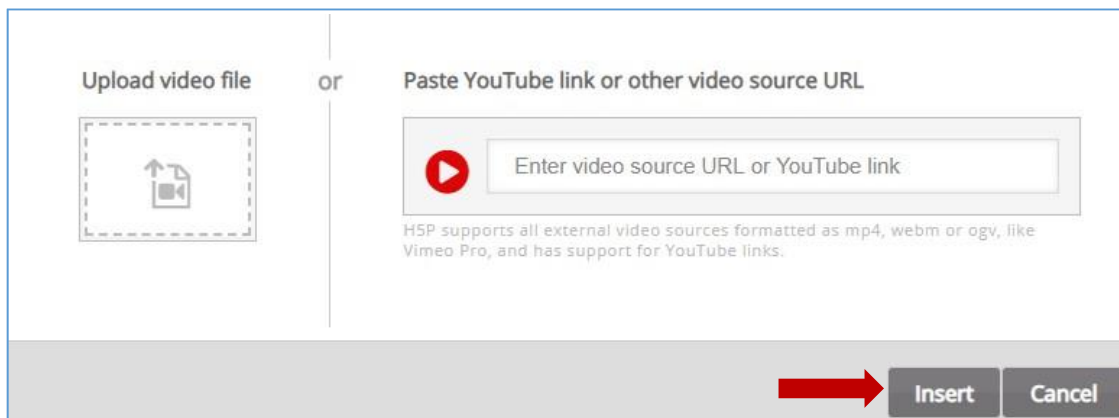 Upload video file
or
Paste YouTube link or other video source URL
Enter video source URL or YouTube link
H5P supports all external video sources formatted as mp4, webm or ogv, like
Vimeo Pro, and has support for YouTube links.
Insert
Cancel